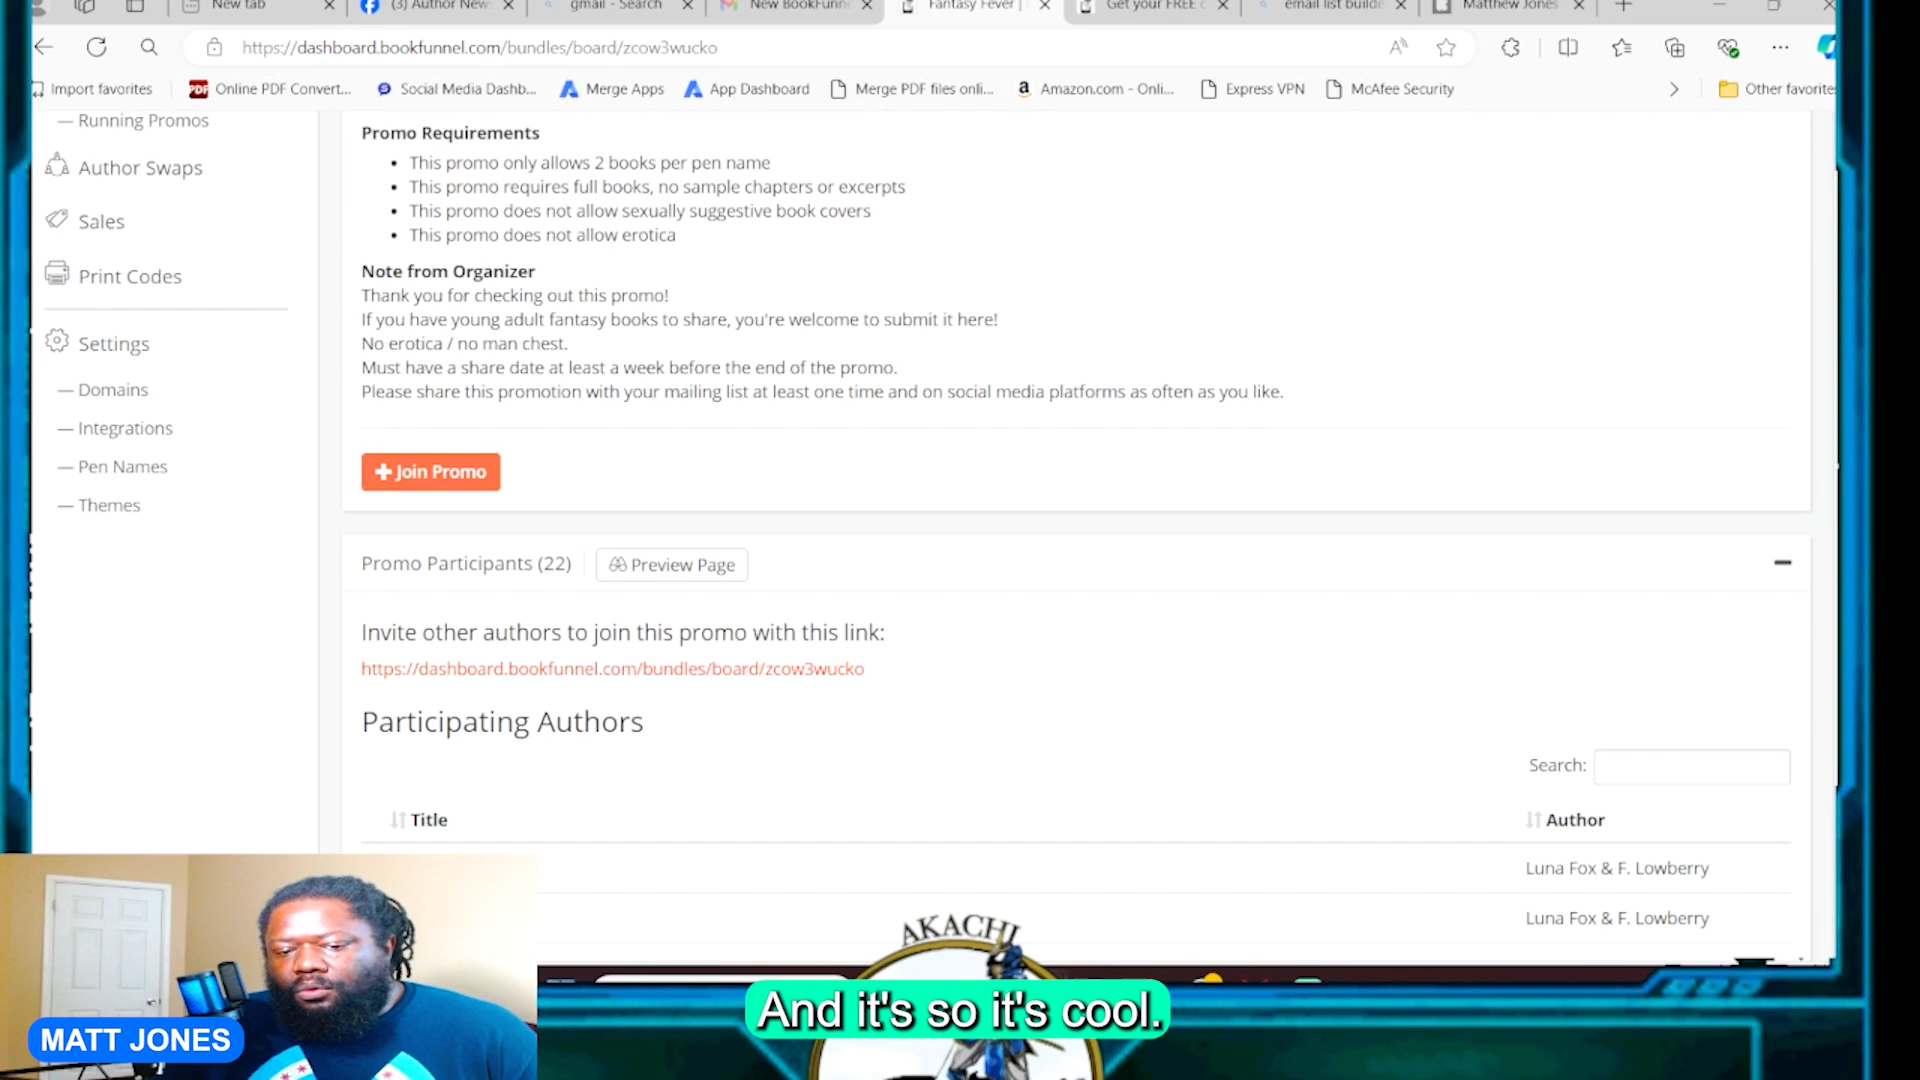 New tab
(3) Author News
gmail - Search
New BookFunne
Fantasy Fever |
Get your FREE c
email list builde
Matthew Jones
https://dashboard.bookfunnel.com/bundles/board/zcow3wucko
Import favorites
PDF
Online PDF Convert...
Social Media Dashb...
Merge Apps
App Dashboard
Merge PDF files onli...
Amazon.com - Onli...
Express VPN
McAfee Security
Other favorites
— Running Promos
Author Swaps
Sales
Print Codes
Settings
— Domains
— Integrations
— Pen Names
— Themes
Promo Requirements
• This promo only allows 2 books per pen name
• This promo requires full books, no sample chapters or excerpts
• This promo does not allow sexually suggestive book covers
• This promo does not allow erotica
Note from Organizer
Thank you for checking out this promo!
If you have young adult fantasy books to share, you're welcome to submit it here!
No erotica / no man chest.
Must have a share date at least a week before the end of the promo.
Please share this promotion with your mailing list at least one time and on social media platforms as often as you like.
+ Join Promo
Promo Participants (22)
Preview Page
Invite other authors to join this promo with this link:
https://dashboard.bookfunnel.com/bundles/board/zcow3wucko
Participating Authors
Search:
Title
Author
Luna Fox & F. Lowberry
Luna Fox & F. Lowberry
AKACHI
And it's so it's cool.
MATT JONES